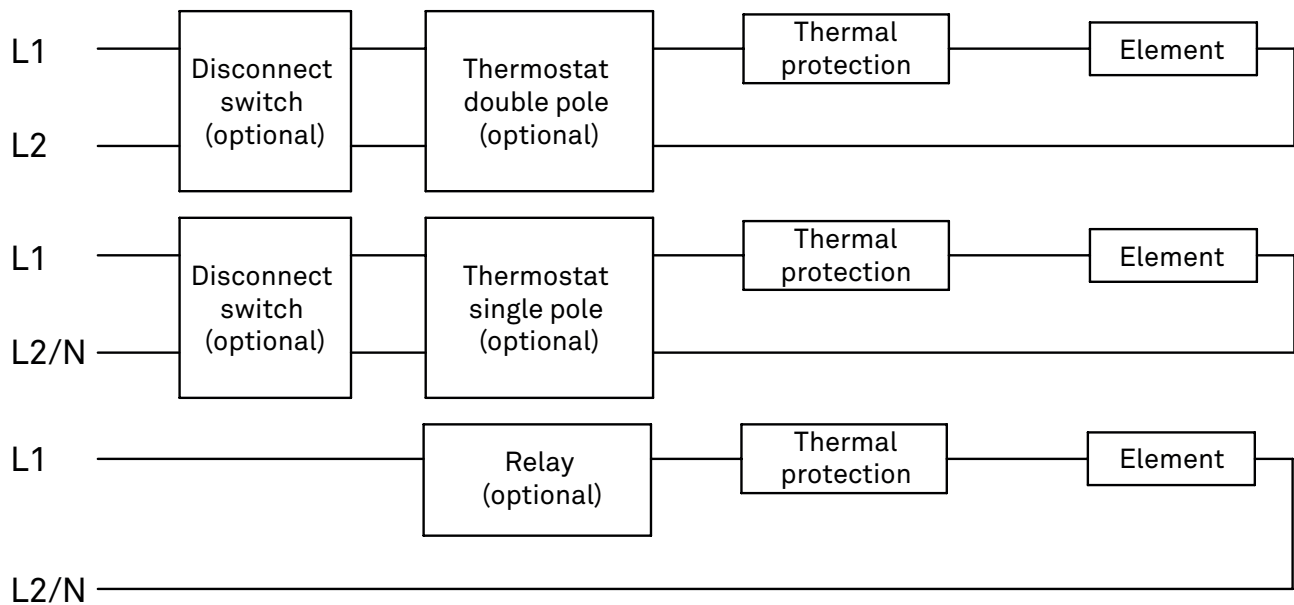 L1
Disconnect
switch
(optional)
Thermostat
double pole
(optional)
Thermal
protection
Element
L2
L1
Disconnect
switch
(optional)
Thermostat
single pole
(optional)
Thermal
protection
Element
L2/N
L1
Relay
(optional)
Thermal
protection
Element
L2/N